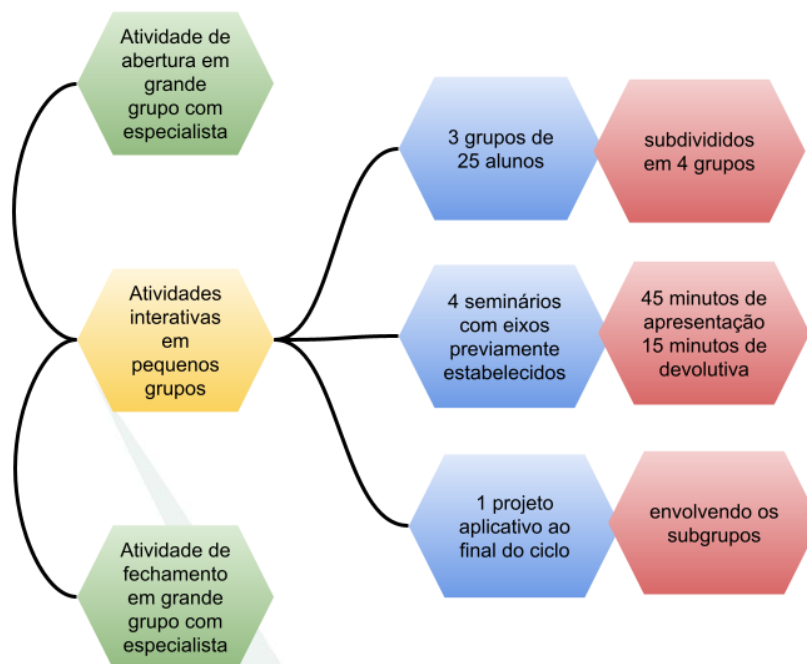 Atividade de
abertura em
grande
grupo com
especialista
3 grupos de
25 alunos
subdivididos
em 4 grupos
Atividades
interativas
em
pequenos
grupos
4 seminários
com eixos
previamente
estabelecidos
45 minutos de
apresentação
15 minutos de
devolutiva
1 projeto
aplicativo ao
final do ciclo
envolvendo os
subgrupos
Atividade de
fechamento
em grande
grupo com
especialista